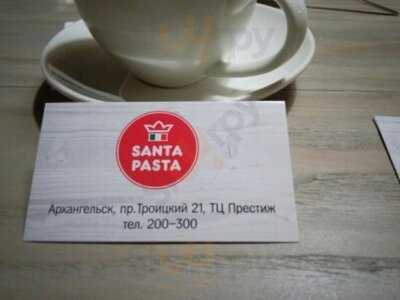 SANTA
PASTA
Архангельск, пр.Троицкий 21, ТЦ Престиж
тел. 200-300